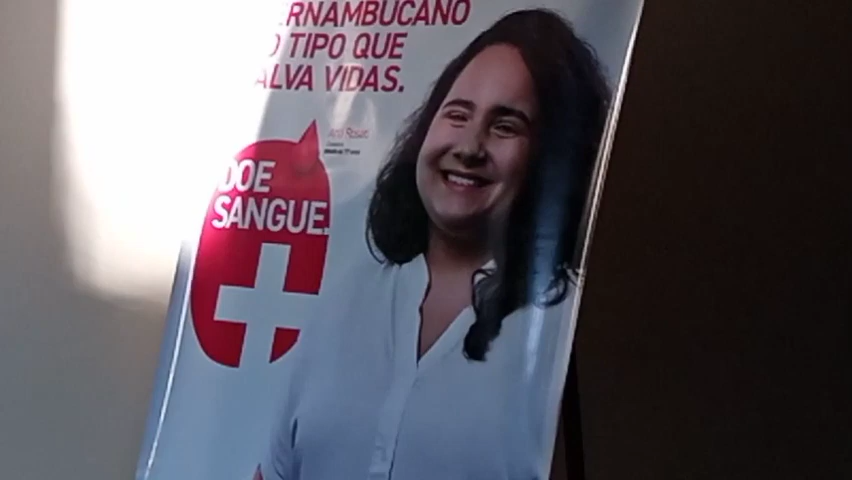 ERNAMBUCANO
O TIPO QUE
ALVA VIDAS.
DOE
SANGUE.